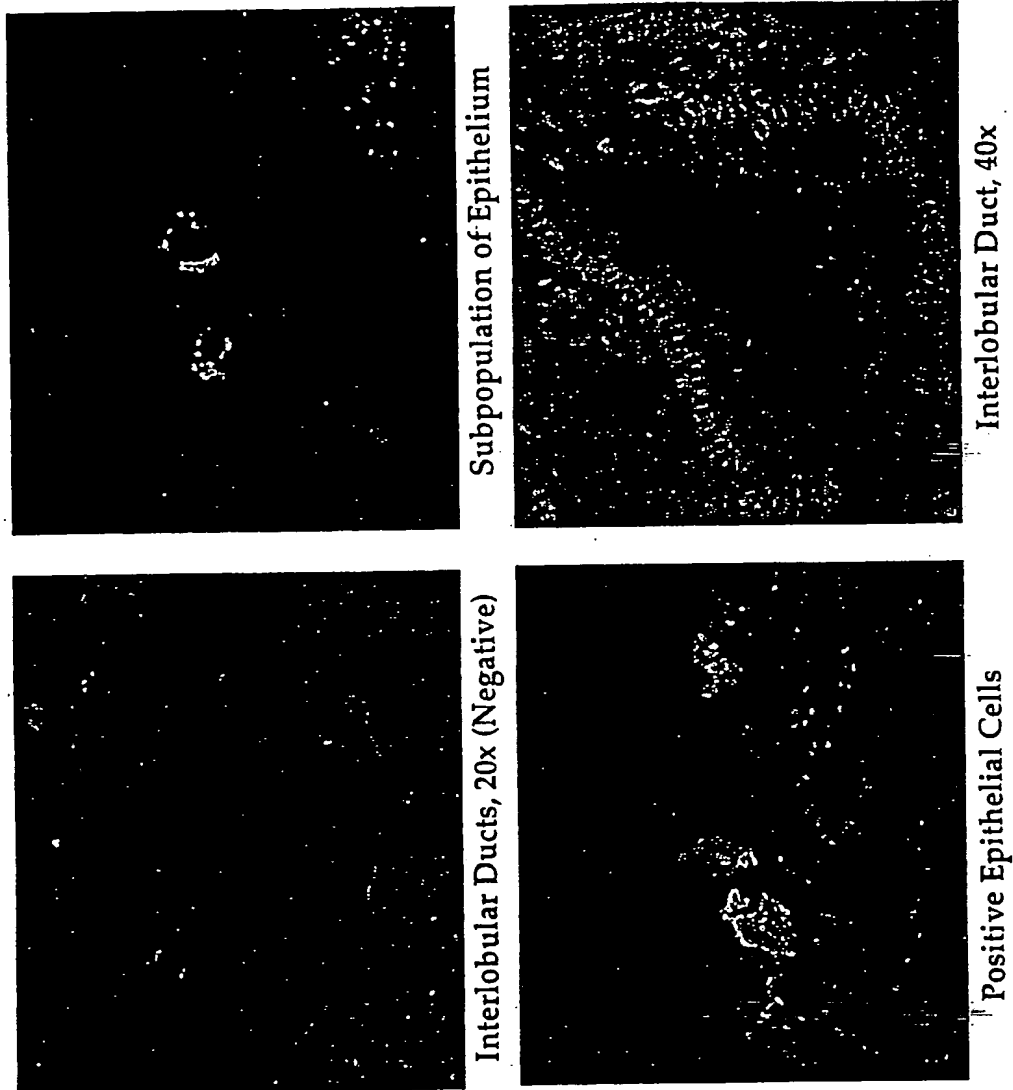 Interlobular Ducts, 20x (Negative)
Subpopulation of Epithelium
Positive Epithelial Cells
Interlobular Duct, 40x